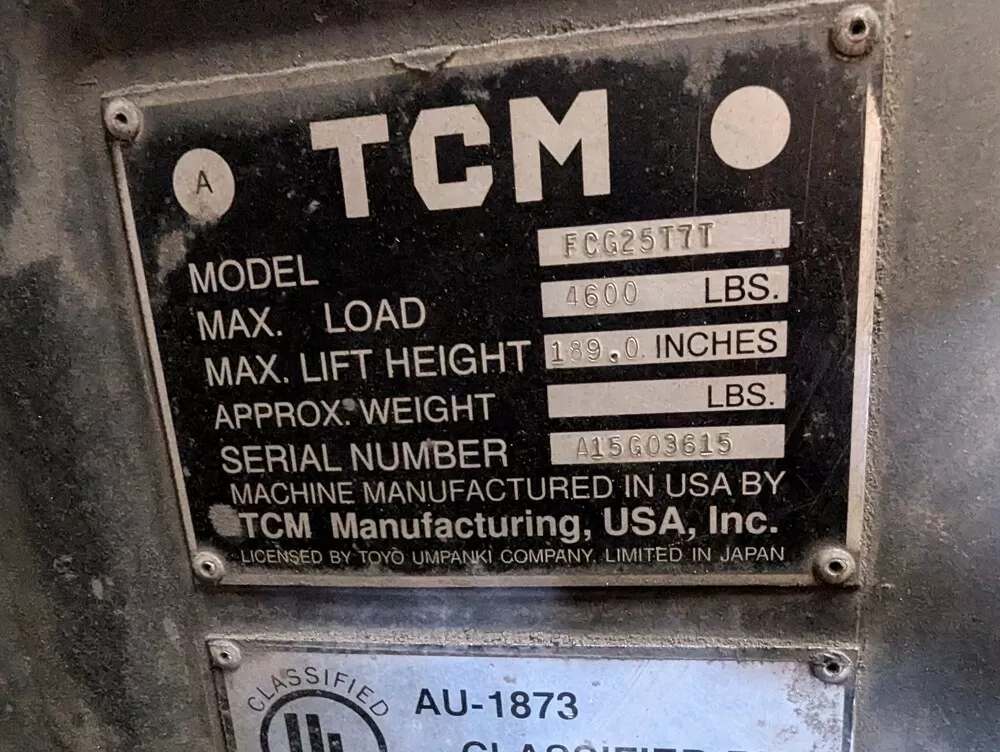 A TCM
MODEL FCG25T7T
MAX. LOAD 4600 LBS.
MAX. LIFT HEIGHT 189.0 INCHES
APPROX. WEIGHT LBS.
SERIAL NUMBER A15G03615
MACHINE MANUFACTURED IN USA BY
TCM Manufacturing, USA, Inc.
LICENSED BY TOYO UMPANKI COMPANY, LIMITED IN JAPAN
CLASSIFIED
UL
AU-1873
CLASSIFIED